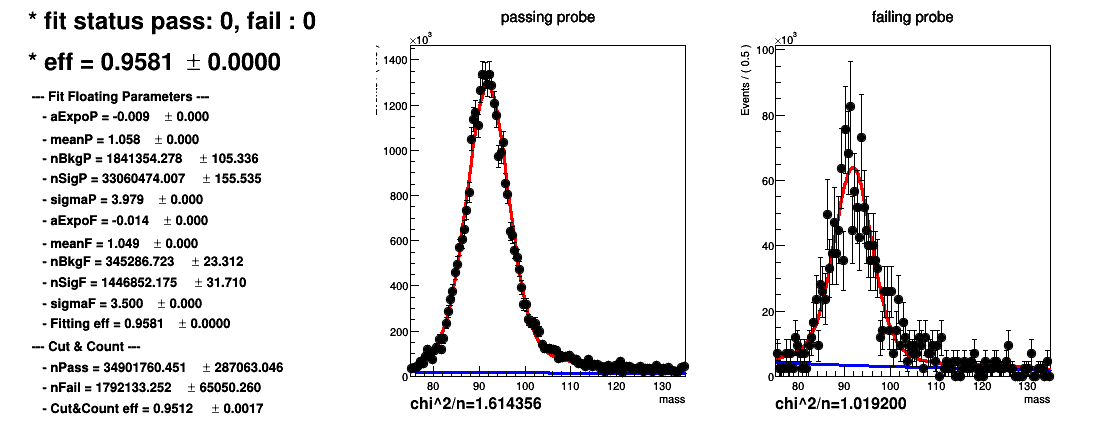 * fit status pass: 0, fail : 0
* eff = 0.9581 ± 0.0000
--- Fit Floating Parameters ---
- aExpoP = -0.009 ± 0.000
- meanP = 1.058 ± 0.000
- nBkgP = 1841354.278 ± 105.336
- nSigP = 33060474.007 ± 155.535
- sigmaP = 3.979 ± 0.000
- aExpoF = -0.014 ± 0.000
- meanF = 1.049 ± 0.000
- nBkgF = 345286.723 ± 23.312
- nSigF = 1446852.175 ± 31.710
- sigmaF = 3.500 ± 0.000
- Fitting eff = 0.9581 ± 0.0000
--- Cut & Count ---
- nPass = 34901760.451 ± 287063.046
- nFail = 1792133.252 ± 65050.260
- Cut&Count eff = 0.9512 ± 0.0017
passing probe
×10³
1400
1200
1000
800
600
400
200
0
80 90 100 110 120 130
mass
chi^2/n=1.614356
failing probe
×10³
Events / ( 0.5 )
100
80
60
40
20
0
80 90 100 110 120 130
mass
chi^2/n=1.019200